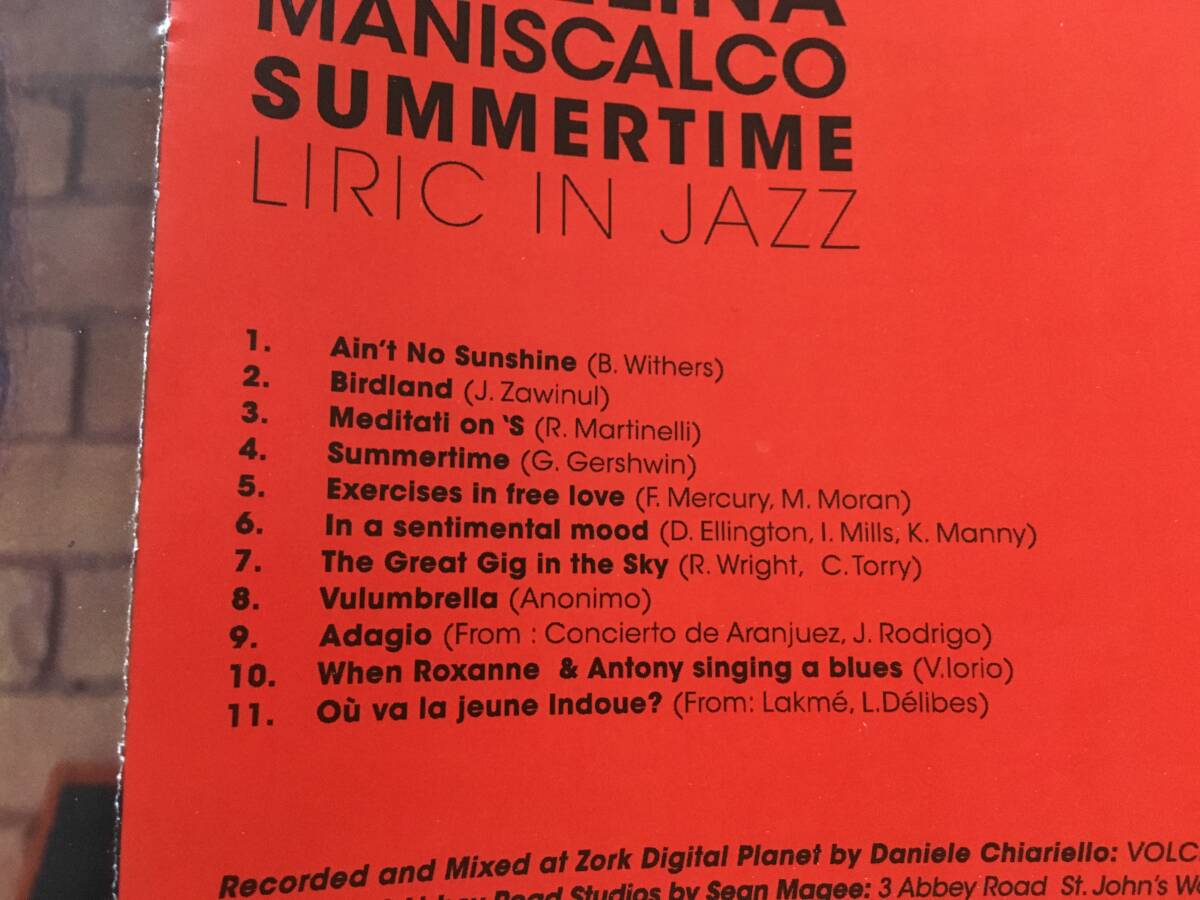 MANISCALCO
SUMMERTIME
LIRIC IN JAZZ
1. Ain't No Sunshine (B. Withers)
2. Birdland (J. Zawinul)
3. Meditati on 'S (R. Martinelli)
4. Summertime (G. Gershwin)
5. Exercises in free love (F. Mercury, M. Moran)
6. In a sentimental mood (D. Ellington, I. Mills, K. Manny)
7. The Great Gig in the Sky (R. Wright, C.Torry)
8. Vulumbrella (Anonimo)
9. Adagio (From : Concierto de Aranjuez, J. Rodrigo)
10. When Roxanne & Antony singing a blues (V.Iorio)
11. Où va la jeune Indoue? (From: Lakmé, L.Délibes)
Recorded and Mixed at Zork Digital Planet by Daniele Chiariello: VOLC
Abbey Road Studios by Sean Magee: 3 Abbey Road St. John's